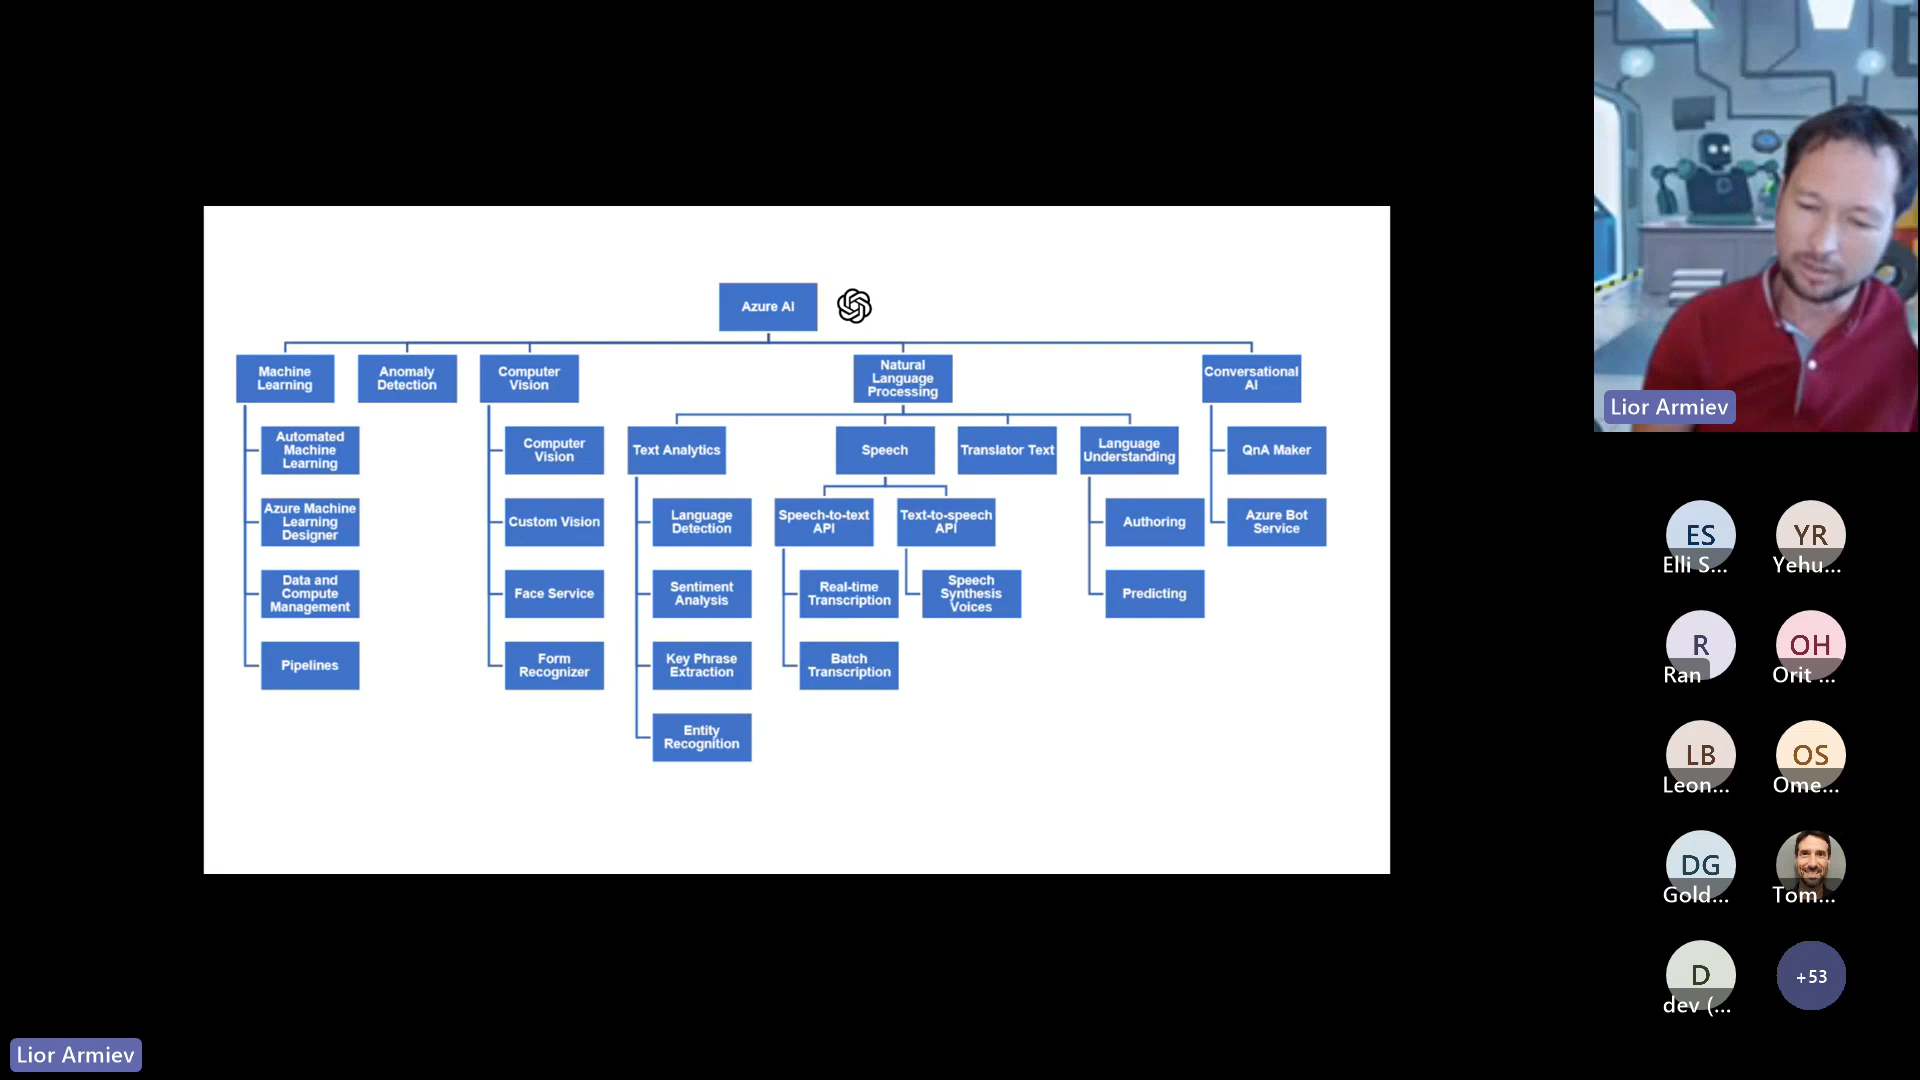 Azure AI
Machine
Learning
Anomaly
Detection
Computer
Vision
Natural
Language
Processing
Conversational
AI
Automated
Machine
Learning
Computer
Vision
Text Analytics
Speech
Translator Text
Language
Understanding
QnA Maker
Azure Machine
Learning
Designer
Custom Vision
Language
Detection
Speech-to-text
API
Text-to-speech
API
Authoring
Azure Bot
Service
Data and
Compute
Management
Face Service
Sentiment
Analysis
Real-time
Transcription
Speech
Synthesis
Voices
Predicting
Pipelines
Form
Recognizer
Key Phrase
Extraction
Batch
Transcription
Entity
Recognition
Lior Armiev
ES
Elli S...
YR
Yehu...
R
Ran
OH
Orit ...
LB
Leon...
OS
Ome...
DG
Gold...
Tom...
D
dev (...
+53
Lior Armiev